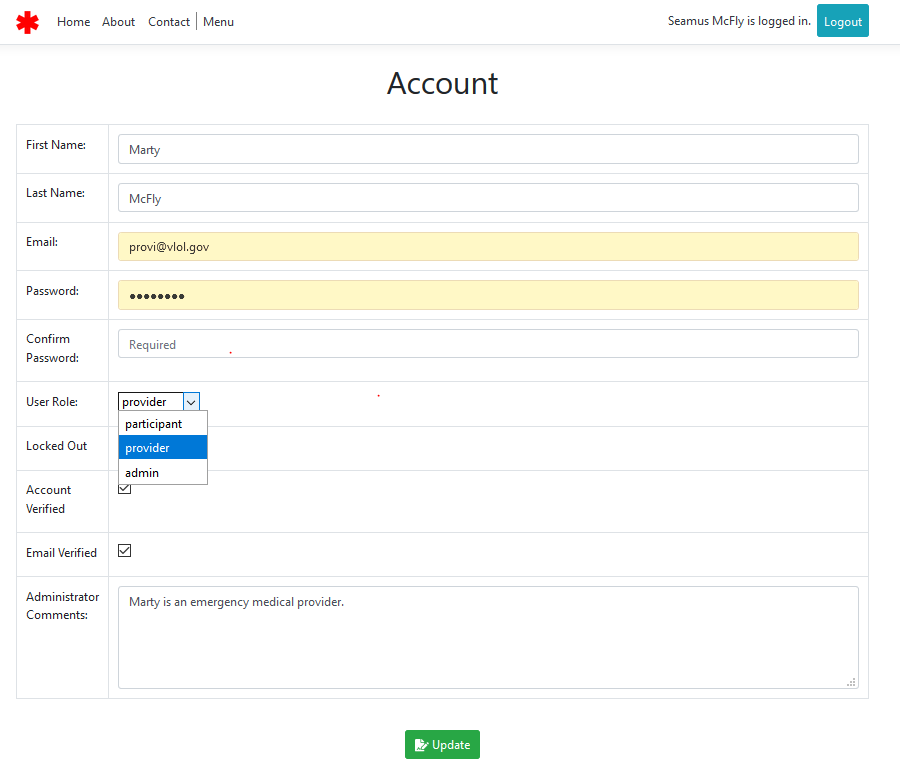 Home About Contact Menu Seamus McFly is logged in. Logout
Account
First Name: Marty
Last Name: McFly
Email: provi@vlol.gov
Password: ●●●●●●●●
Confirm
Password:
Required
User Role: provider
participant
provider
admin
Locked Out
Account
Verified
Email Verified
Administrator
Comments:
Marty is an emergency medical provider.
Update